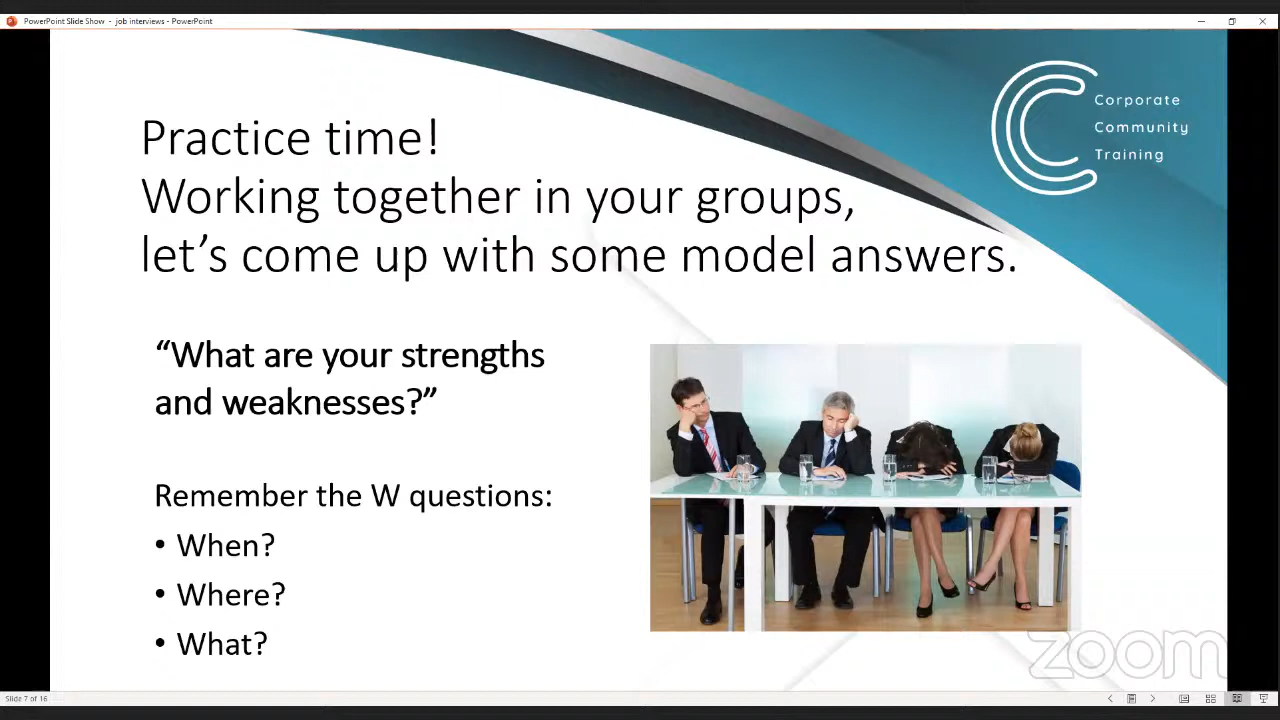 PowerPoint Slide Show - job interviews - PowerPoint
Corporate
Community
Training
Practice time!
Working together in your groups,
let’s come up with some model answers.
“What are your strengths
and weaknesses?”
Remember the W questions:
• When?
• Where?
• What?
zoom
Slide 7 of 16